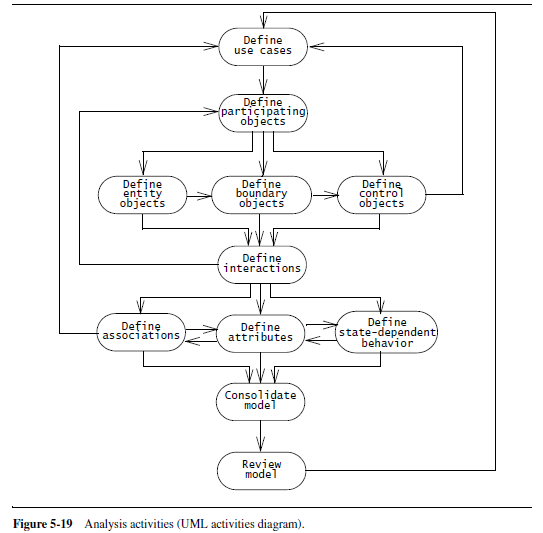 Define
use cases
Define
participating
objects
Define
entity
objects
Define
boundary
objects
Define
control
objects
Define
interactions
Define
associations
Define
attributes
Define
state-dependent
behavior
Consolidate
model
Review
model
Figure 5-19 Analysis activities (UML activities diagram).